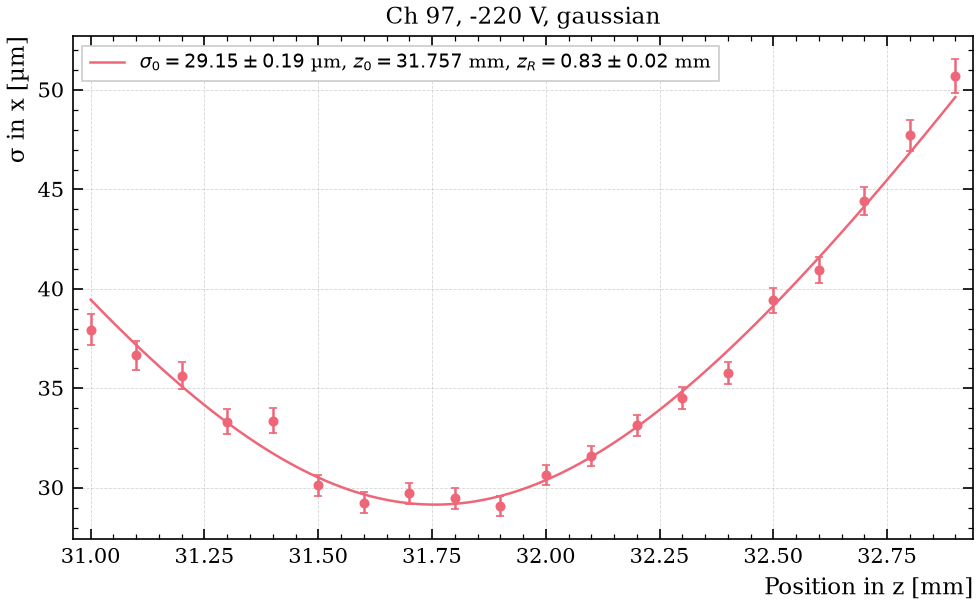 Ch 97, -220 V, gaussian
σ₀ = 29.15 ± 0.19 µm, z₀ = 31.757 mm, z_R = 0.83 ± 0.02 mm
σ in x [µm]
50
45
40
35
30
31.00 31.25 31.50 31.75 32.00 32.25 32.50 32.75
Position in z [mm]